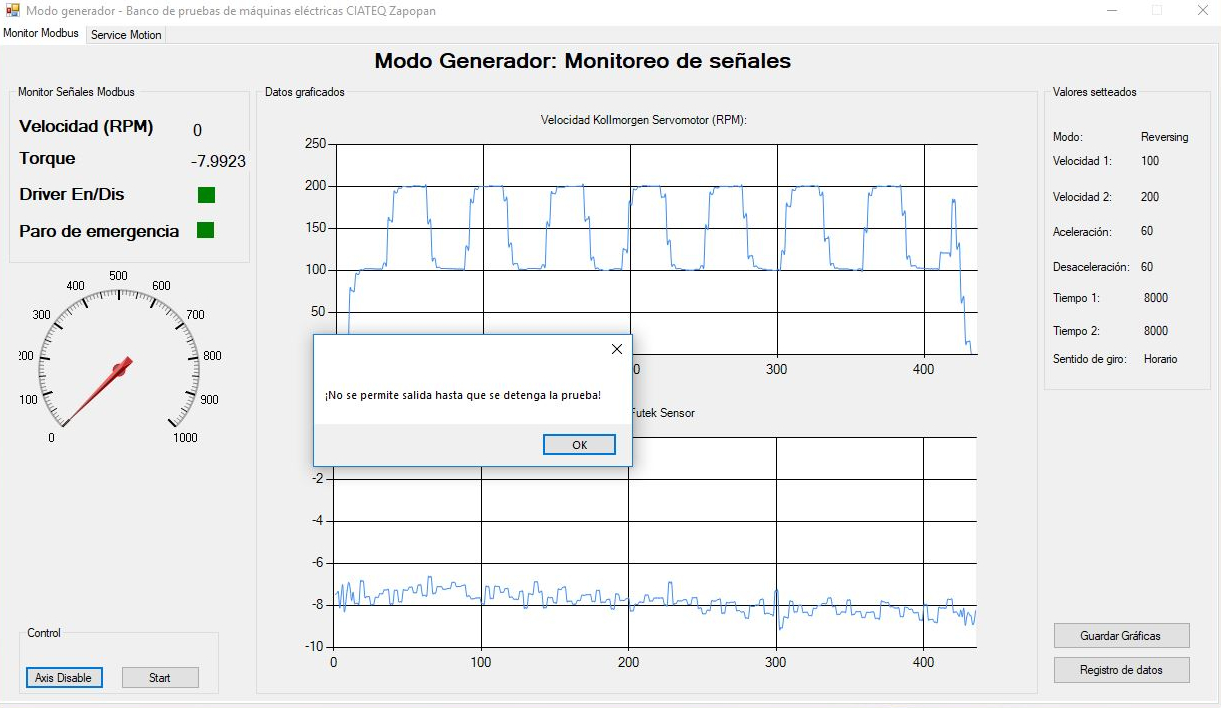 Modo generador - Banco de pruebas de máquinas eléctricas CIATEQ Zapopan
Monitor Modbus
Service Motion
Modo Generador: Monitoreo de señales
Monitor Señales Modbus
Velocidad (RPM) 0
Torque -7.9923
Driver En/Dis
Paro de emergencia
0
100
200
300
400
500
600
700
800
900
1000
Control
Axis Disable
Start
Datos graficados
Velocidad Kollmorgen Servomotor (RPM):
250
200
150
100
50
0
300
400
¡No se permite salida hasta que se detenga la prueba!
OK
Futek Sensor
-2
-4
-6
-8
-10
0
100
200
300
400
Valores setteados
Modo: Reversing
Velocidad 1: 100
Velocidad 2: 200
Aceleración: 60
Desaceleración: 60
Tiempo 1: 8000
Tiempo 2: 8000
Sentido de giro: Horario
Guardar Gráficas
Registro de datos